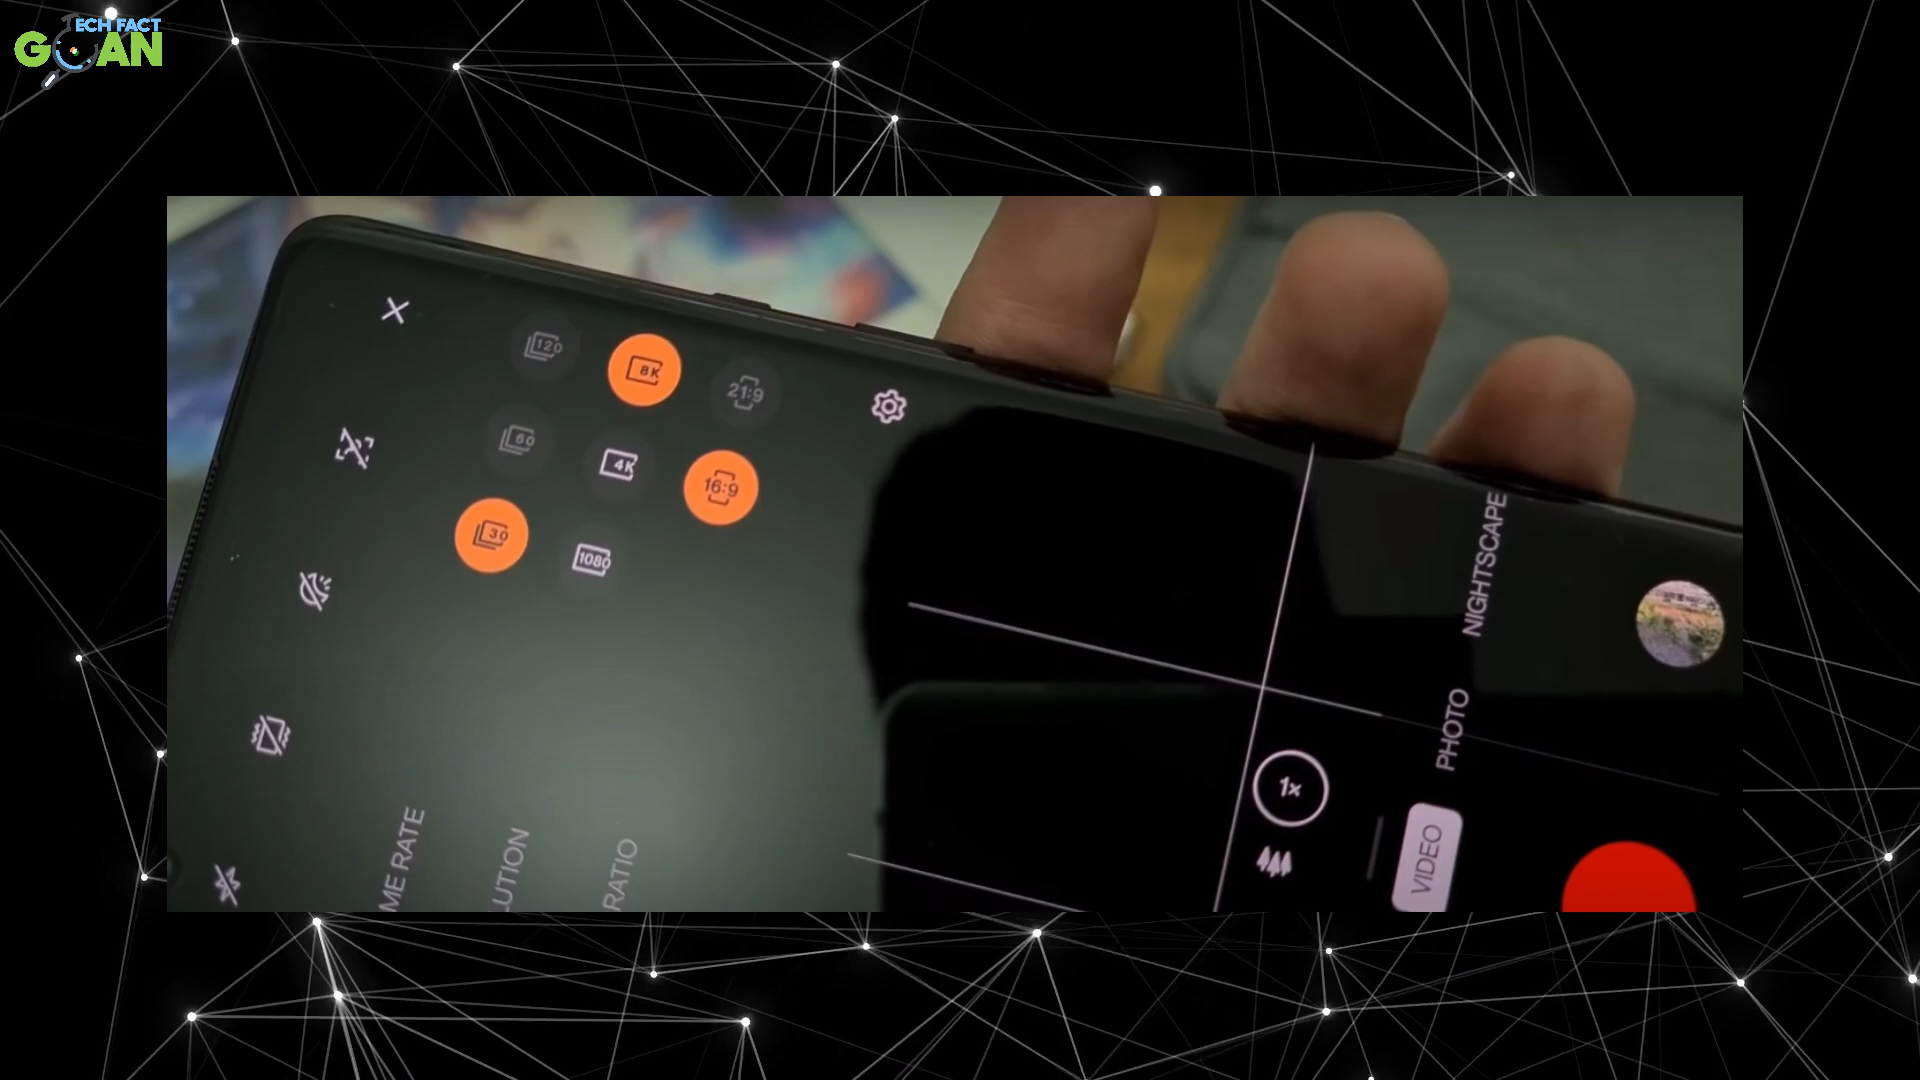 ECH FACT
GOAN
120
8K
21:9
60
4K
16:9
30
1080
ME RATE
LUTION
RATIO
1x
NIGHTSCAPE
PHOTO
VIDEO